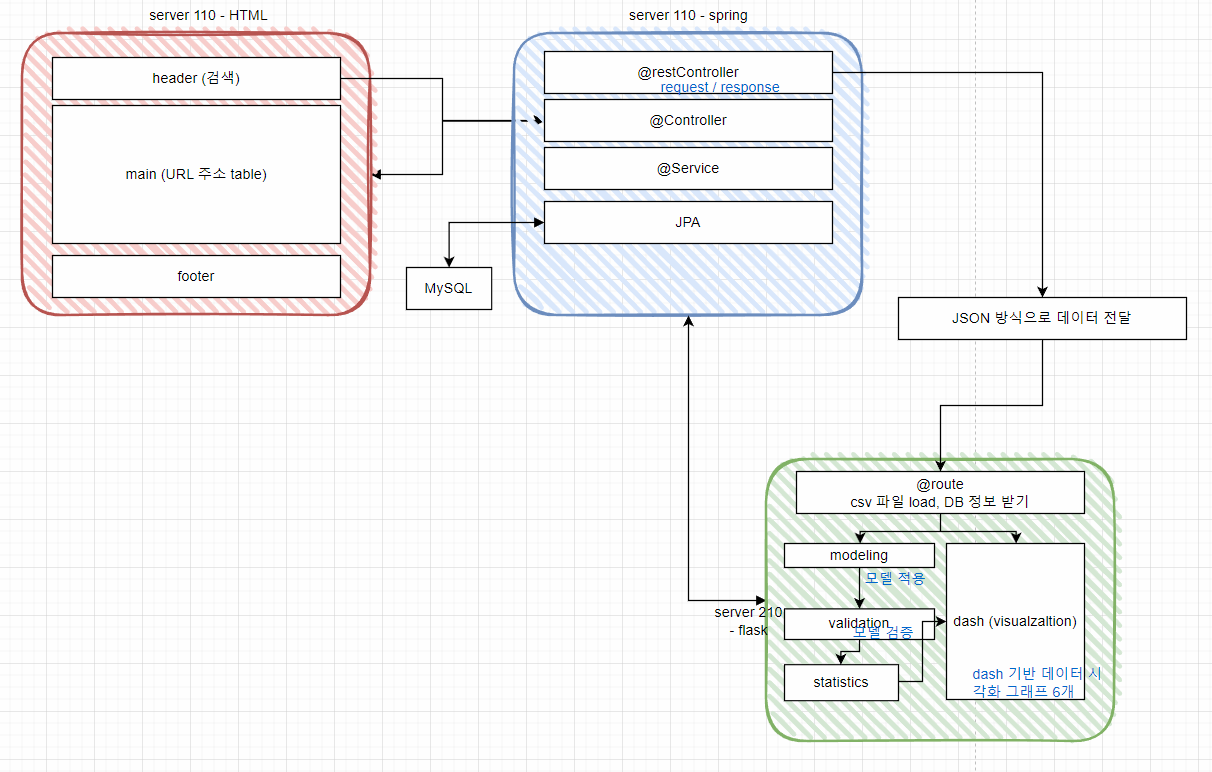 server 110 - HTML
header (검색)
main (URL 주소 table)
footer
MySQL
server 110 - spring
@restController
request / response
@Controller
@Service
JPA
JSON 방식으로 데이터 전달
server 210
- flask
@route
csv 파일 load, DB 정보 받기
modeling
모델 적용
validation
모델 검증
statistics
dash (visualzaltion)
dash 기반 데이터 시
각화 그래프 6개